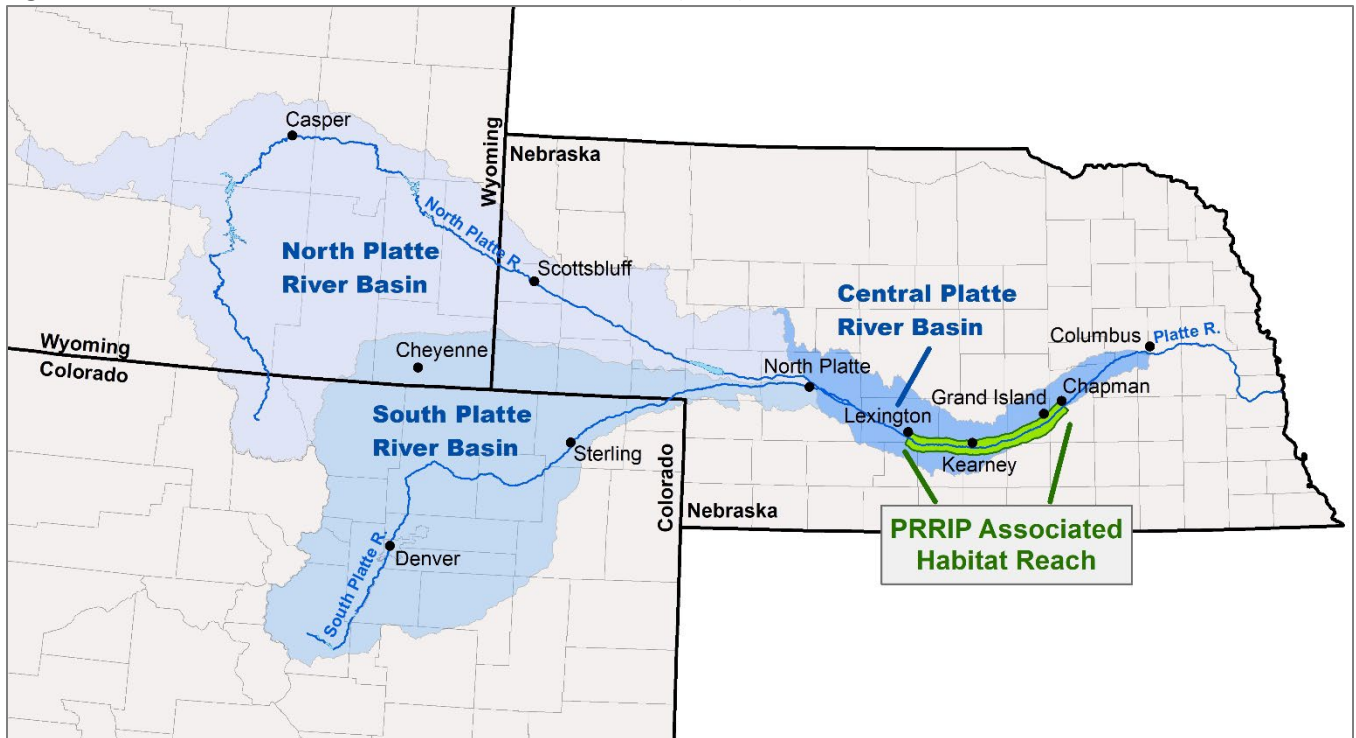 Casper
Wyoming
Nebraska
North Platte R.
North Platte
River Basin
Scottsbluff
Central Platte
River Basin
Columbus
Platte R.
Wyoming
Colorado
Cheyenne
North Platte
Grand Island
Chapman
Lexington
South Platte
River Basin
Sterling
Kearney
Colorado
Nebraska
PRRIP Associated
Habitat Reach
Denver
South Platte R.